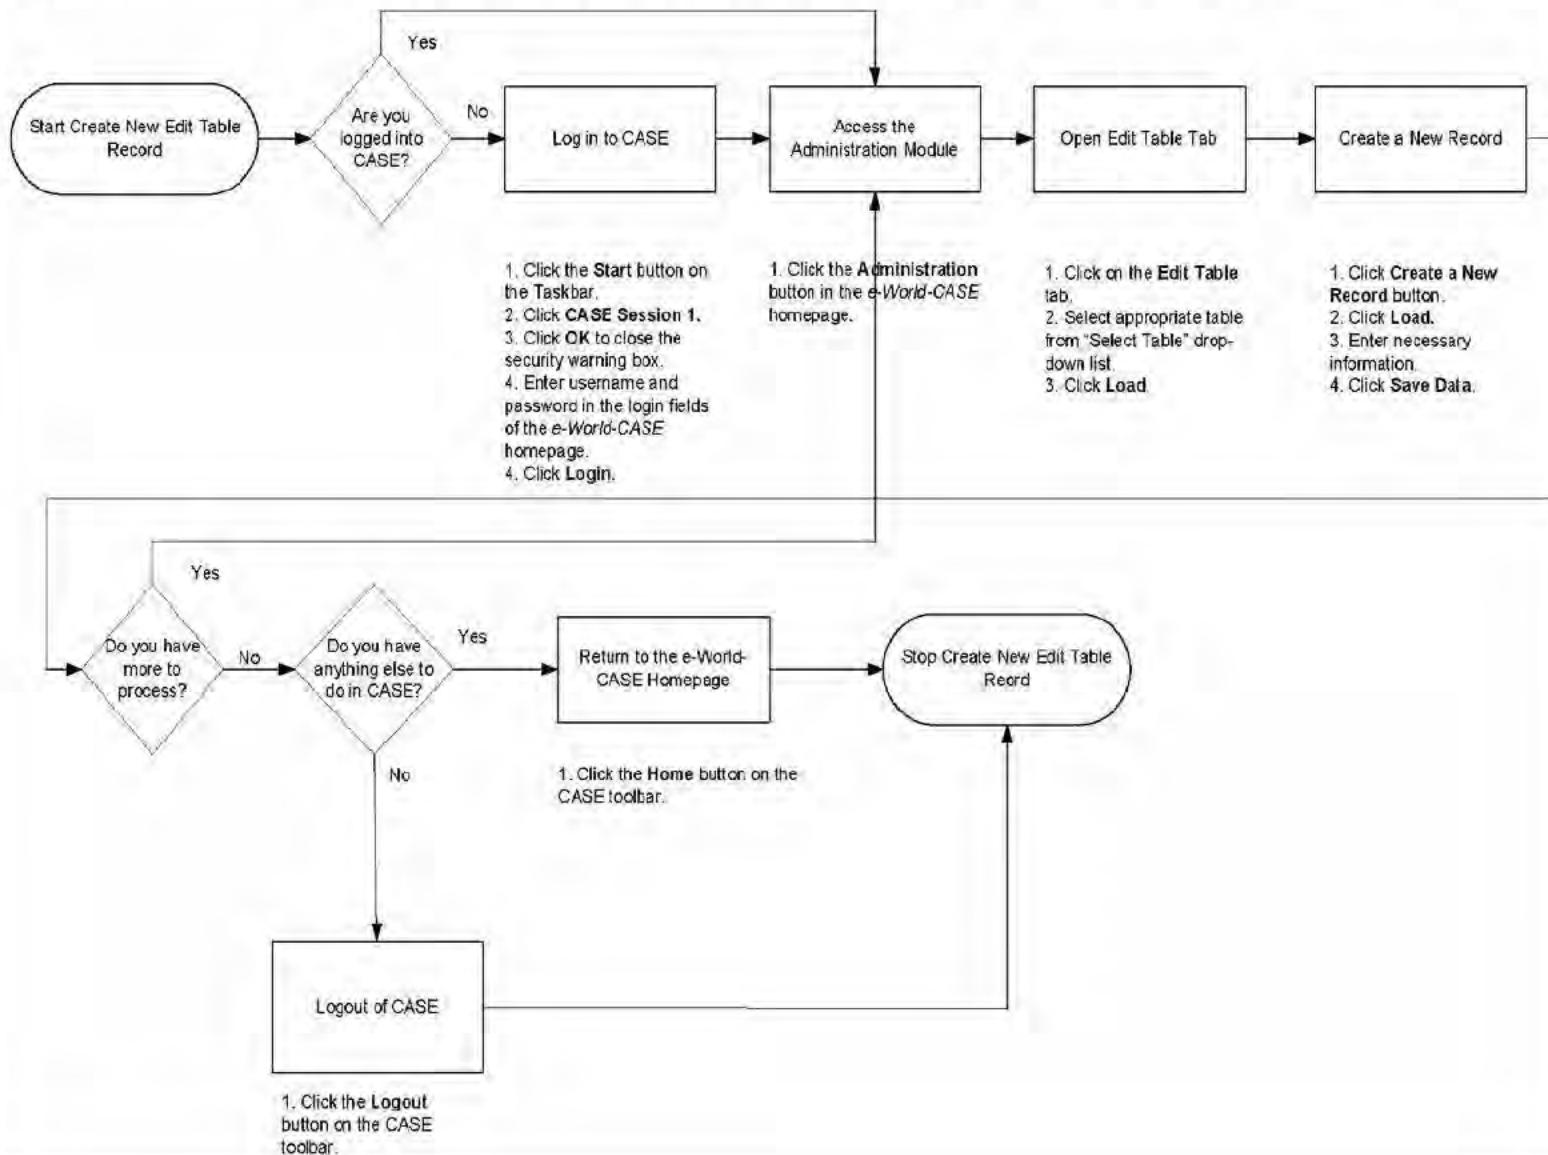 Yes
Start Create New Edit Table
Record
Are you
logged into
CASE?
No
Log in to CASE
Access the
Administration Module
Open Edit Table Tab
Create a New Record
1. Click the Start button on
the Taskbar.
2. Click CASE Session 1.
3. Click OK to close the
security warning box.
4. Enter username and
password in the login fields
of the e-World-CASE
homepage.
4. Click Login.
1. Click the Administration
button in the e-World-CASE
homepage.
1. Click on the Edit Table
tab.
2. Select appropriate table
from “Select Table” drop-
down list.
3. Click Load.
1. Click Create a New
Record button.
2. Click Load.
3. Enter necessary
information.
4. Click Save Data.
Yes
Do you have
more to
process?
No
Do you have
anything else to
do in CASE?
Yes
Return to the e-World-
CASE Homepage
Stop Create New Edit Table
Reord
No
1. Click the Home button on the
CASE toolbar.
Logout of CASE
1. Click the Logout
button on the CASE
toolbar.